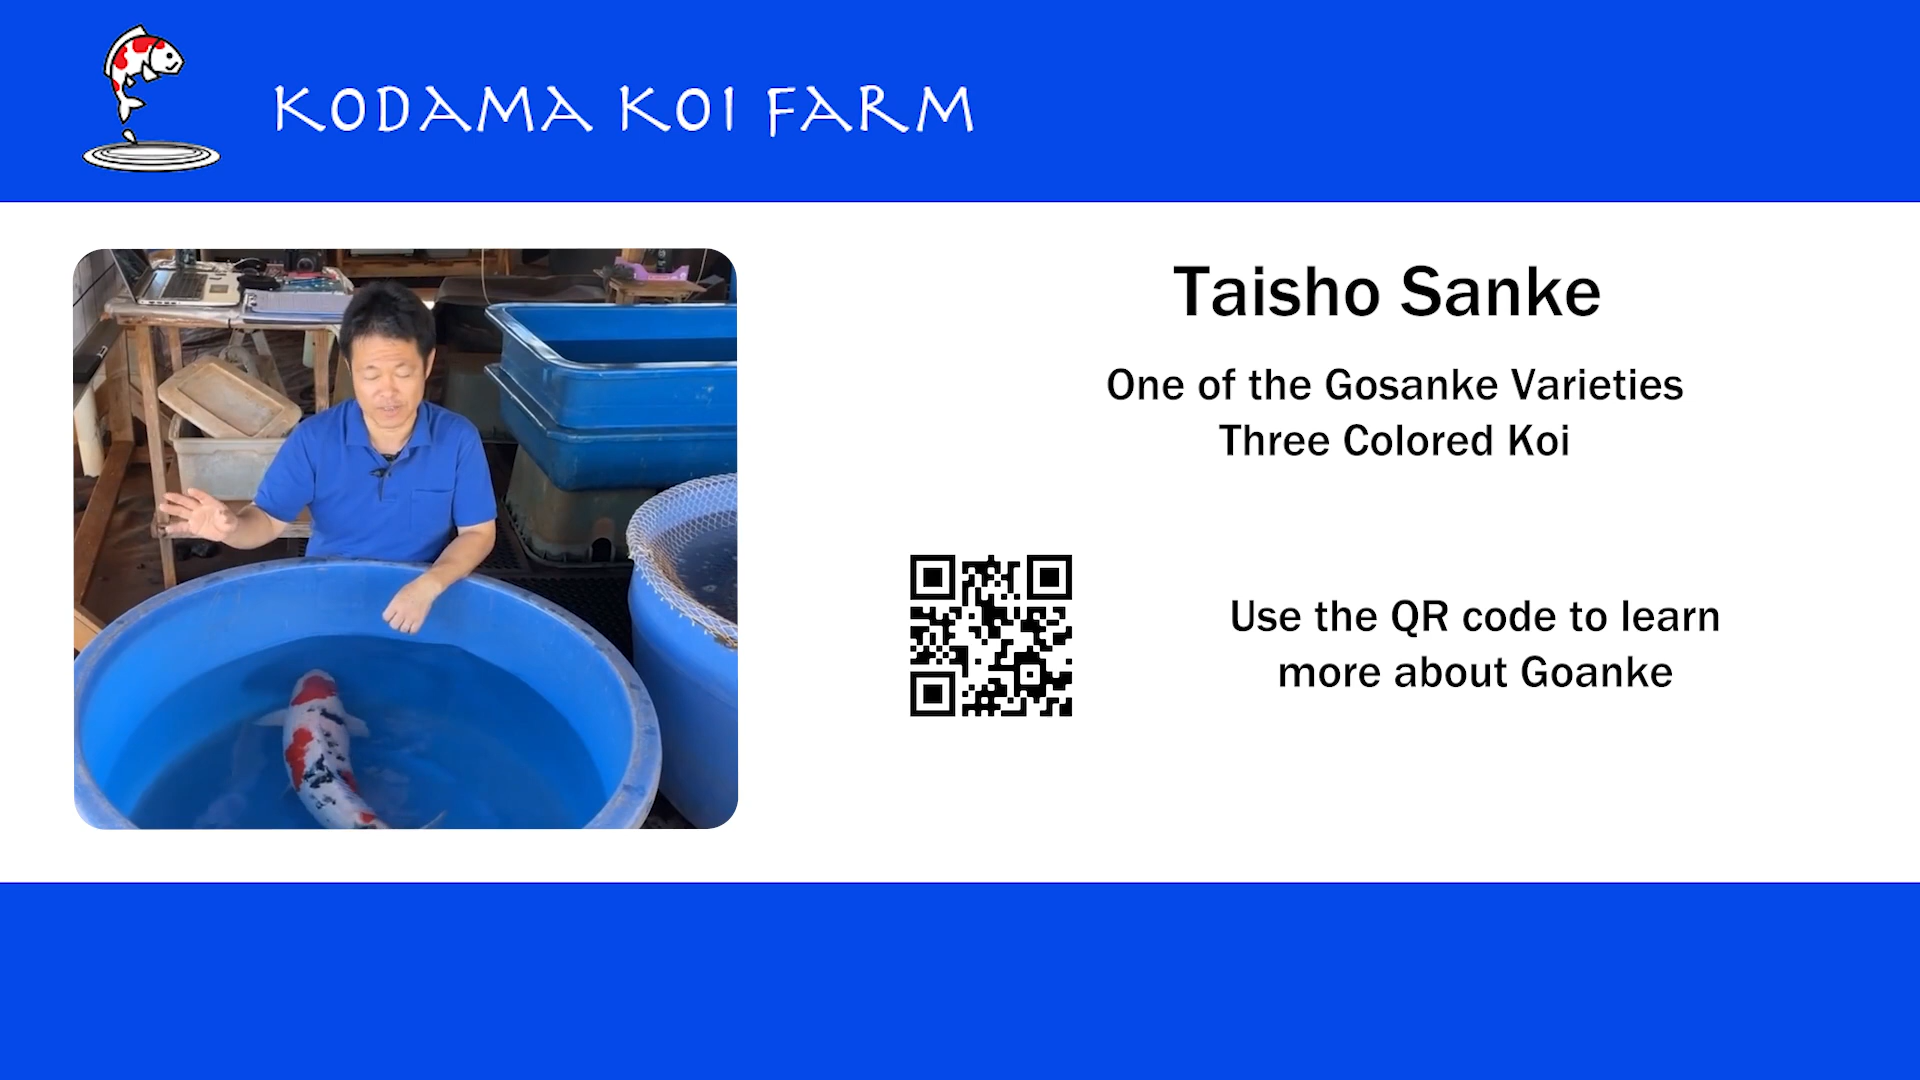 KODAMA KOI FARM
Taisho Sanke
One of the Gosanke Varieties
Three Colored Koi
Use the QR code to learn
more about Goanke